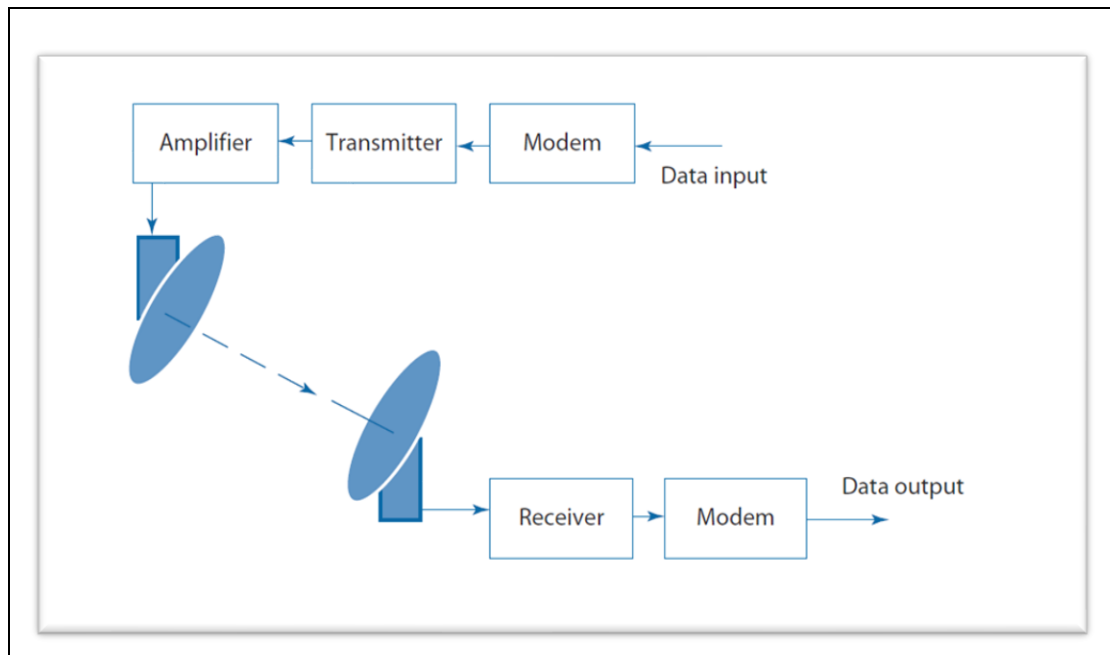 Amplifier
Transmitter
Modem
Data input
Data output
Receiver
Modem